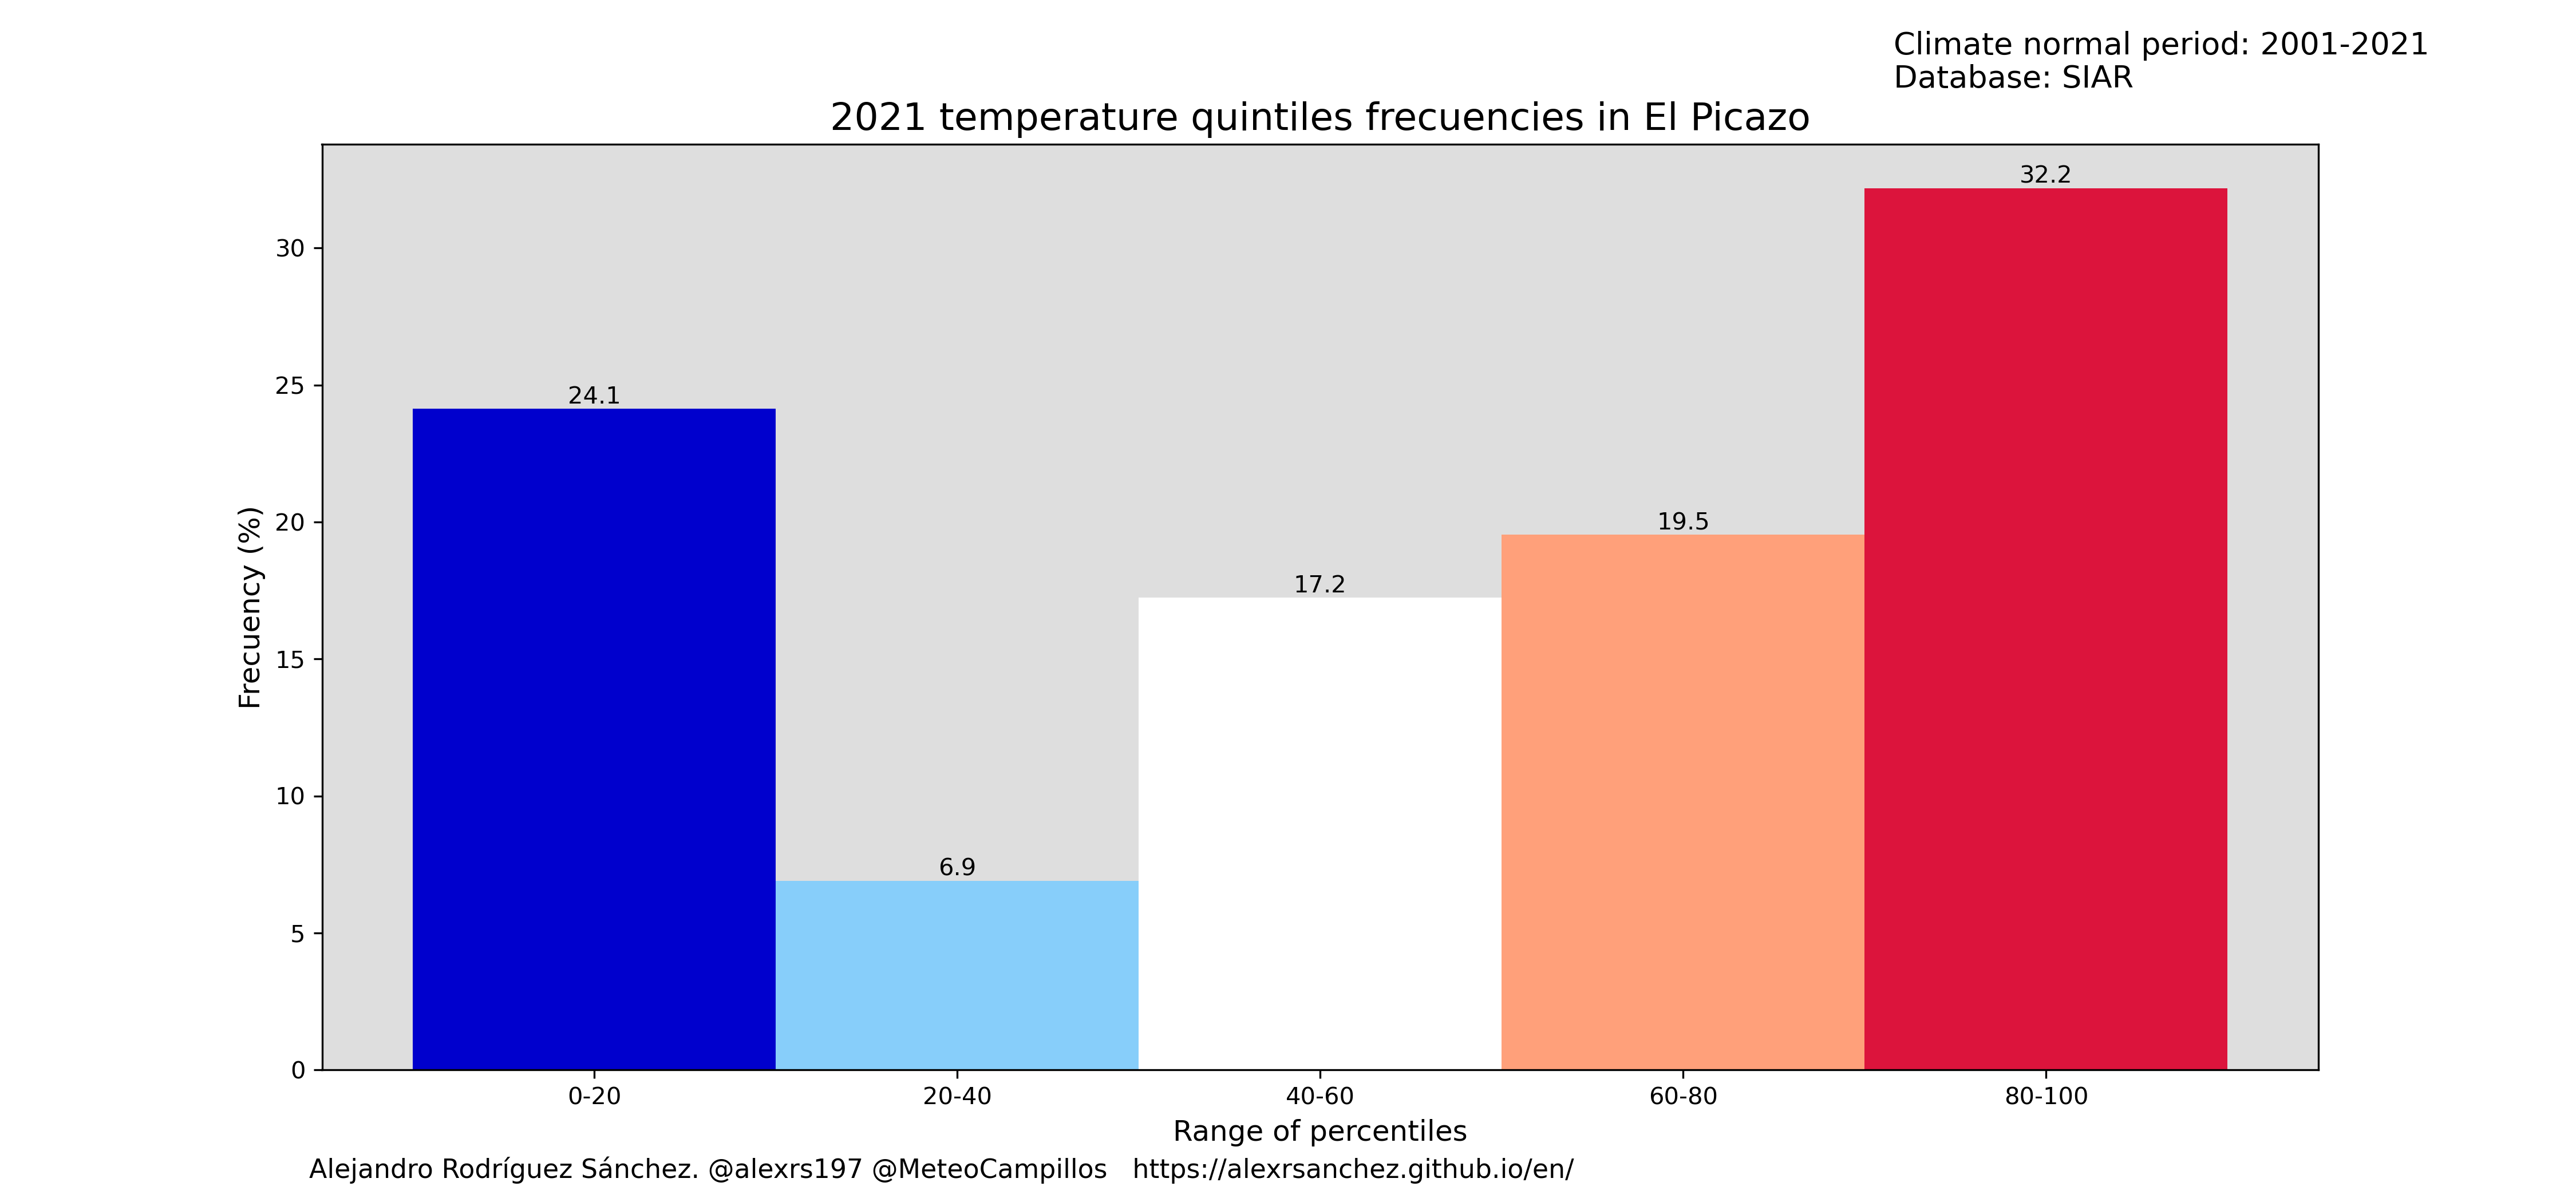 Climate normal period: 2001-2021
Database: SIAR
2021 temperature quintiles frecuencies in El Picazo
32.2
30
25
24.1
20
19.5
17.2
15
10
6.9
5
0
Frecuency (%)
0-20 20-40 40-60 60-80 80-100
Range of percentiles
Alejandro Rodríguez Sánchez. @alexrs197 @MeteoCampillos https://alexrsanchez.github.io/en/